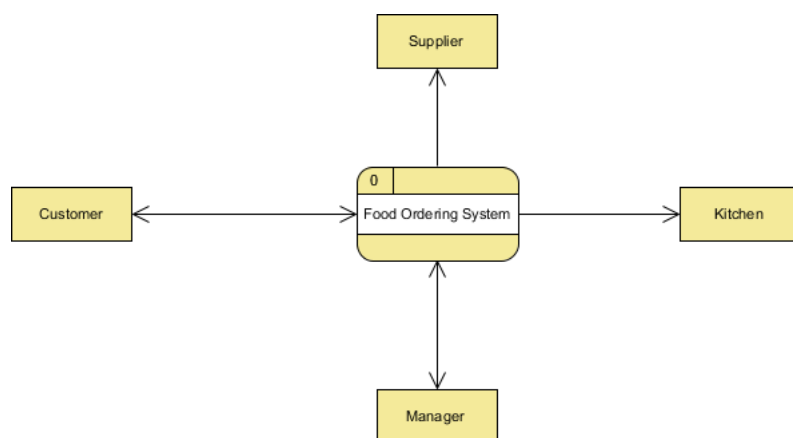 Supplier
0
Customer
Food Ordering System
Kitchen
Manager